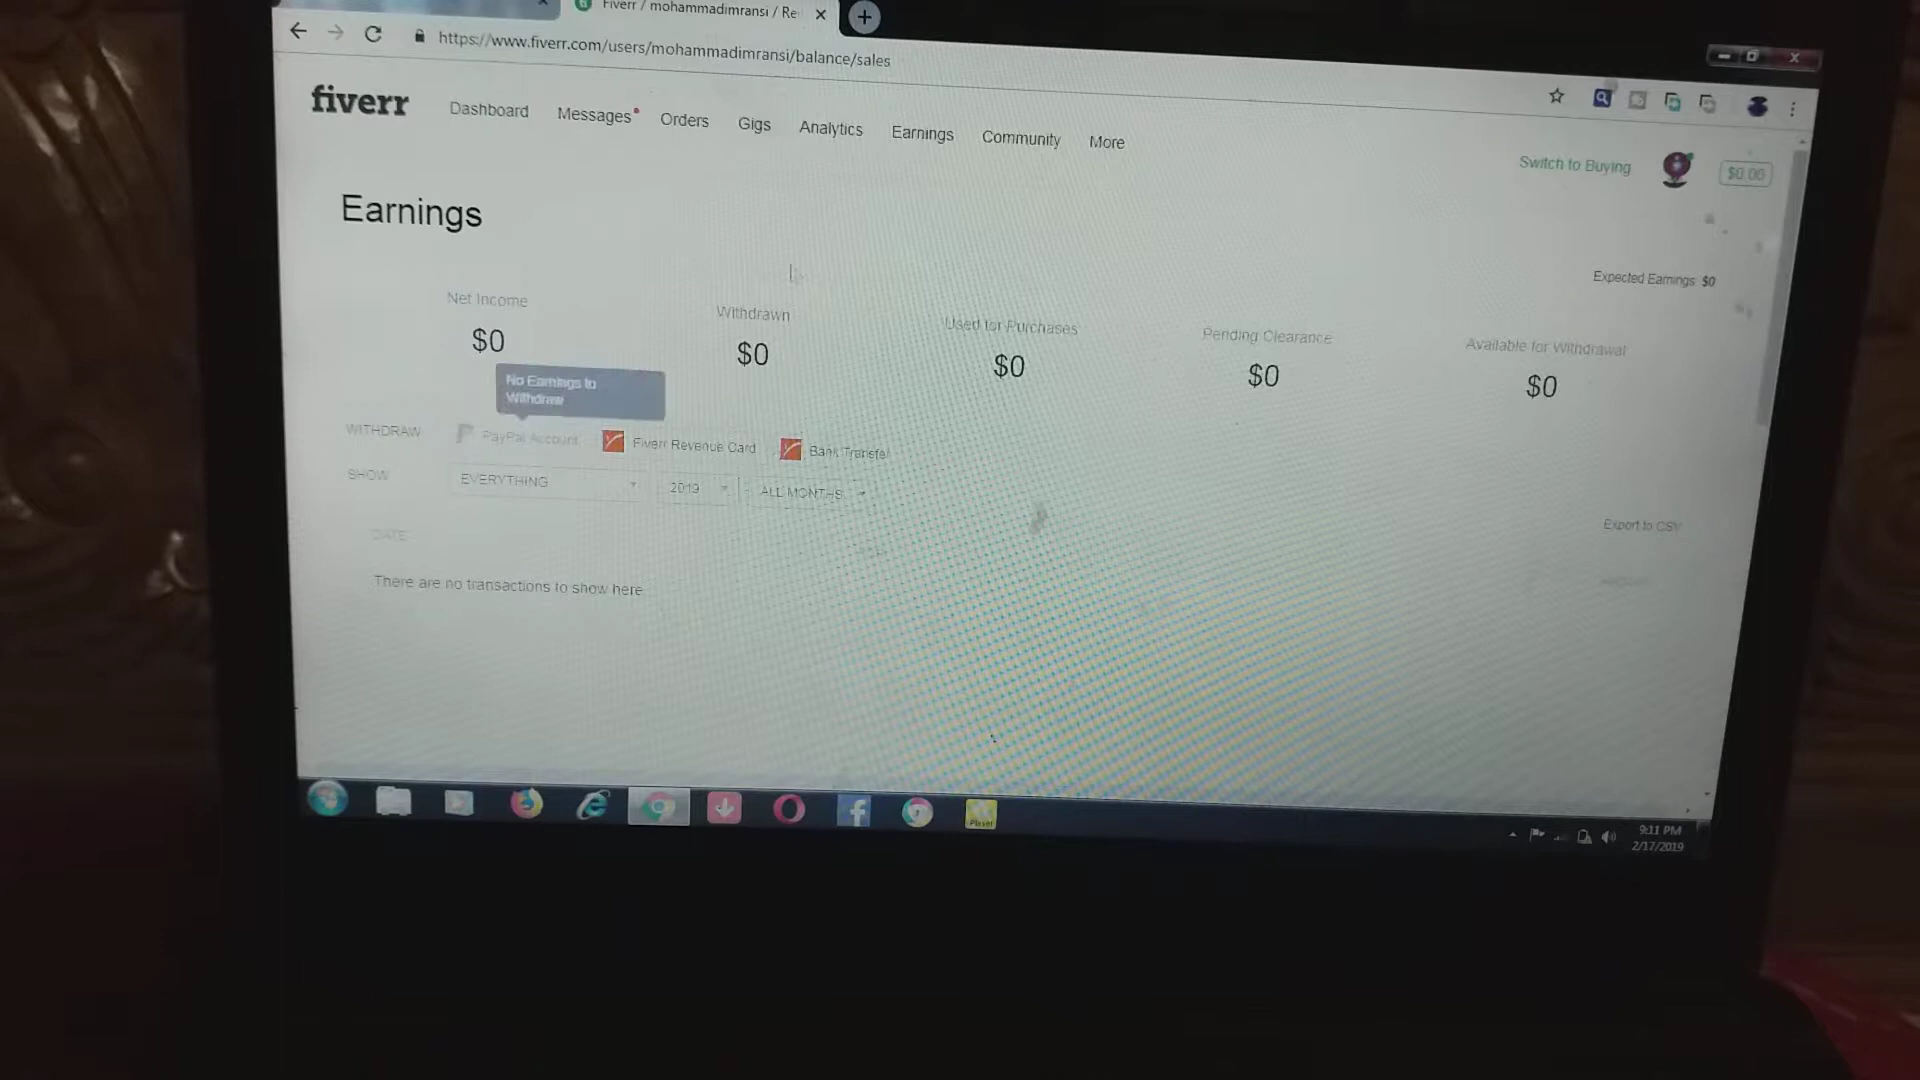 Fiverr / mohammadimransi / Re
https://www.fiverr.com/users/mohammadimransi/balance/sales
fiverr Dashboard Messages Orders Gigs Analytics Earnings Community More
Switch to Buying $0.00
Earnings
Expected Earnings: $0
Net Income Withdrawn Used for Purchases Pending Clearance Available for Withdrawal
$0 $0 $0 $0 $0
No Earnings to
Withdraw
WITHDRAW PayPal Account Fiverr Revenue Card Bank Transfer
SHOW EVERYTHING 2019 ALL MONTHS
Export to CSV
DATE
There are no transactions to show here
9:11 PM
2/17/2019